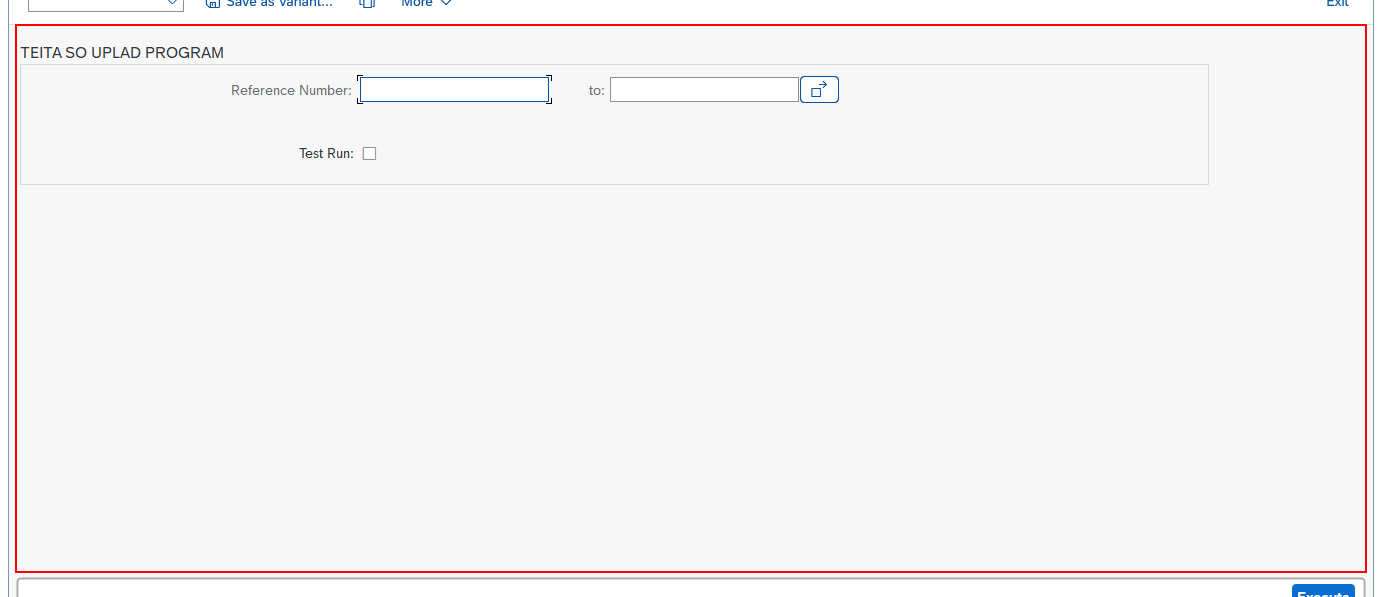 Save as Variant... More Exit
TEITA SO UPLAD PROGRAM
Reference Number: to:
Test Run:
Execute